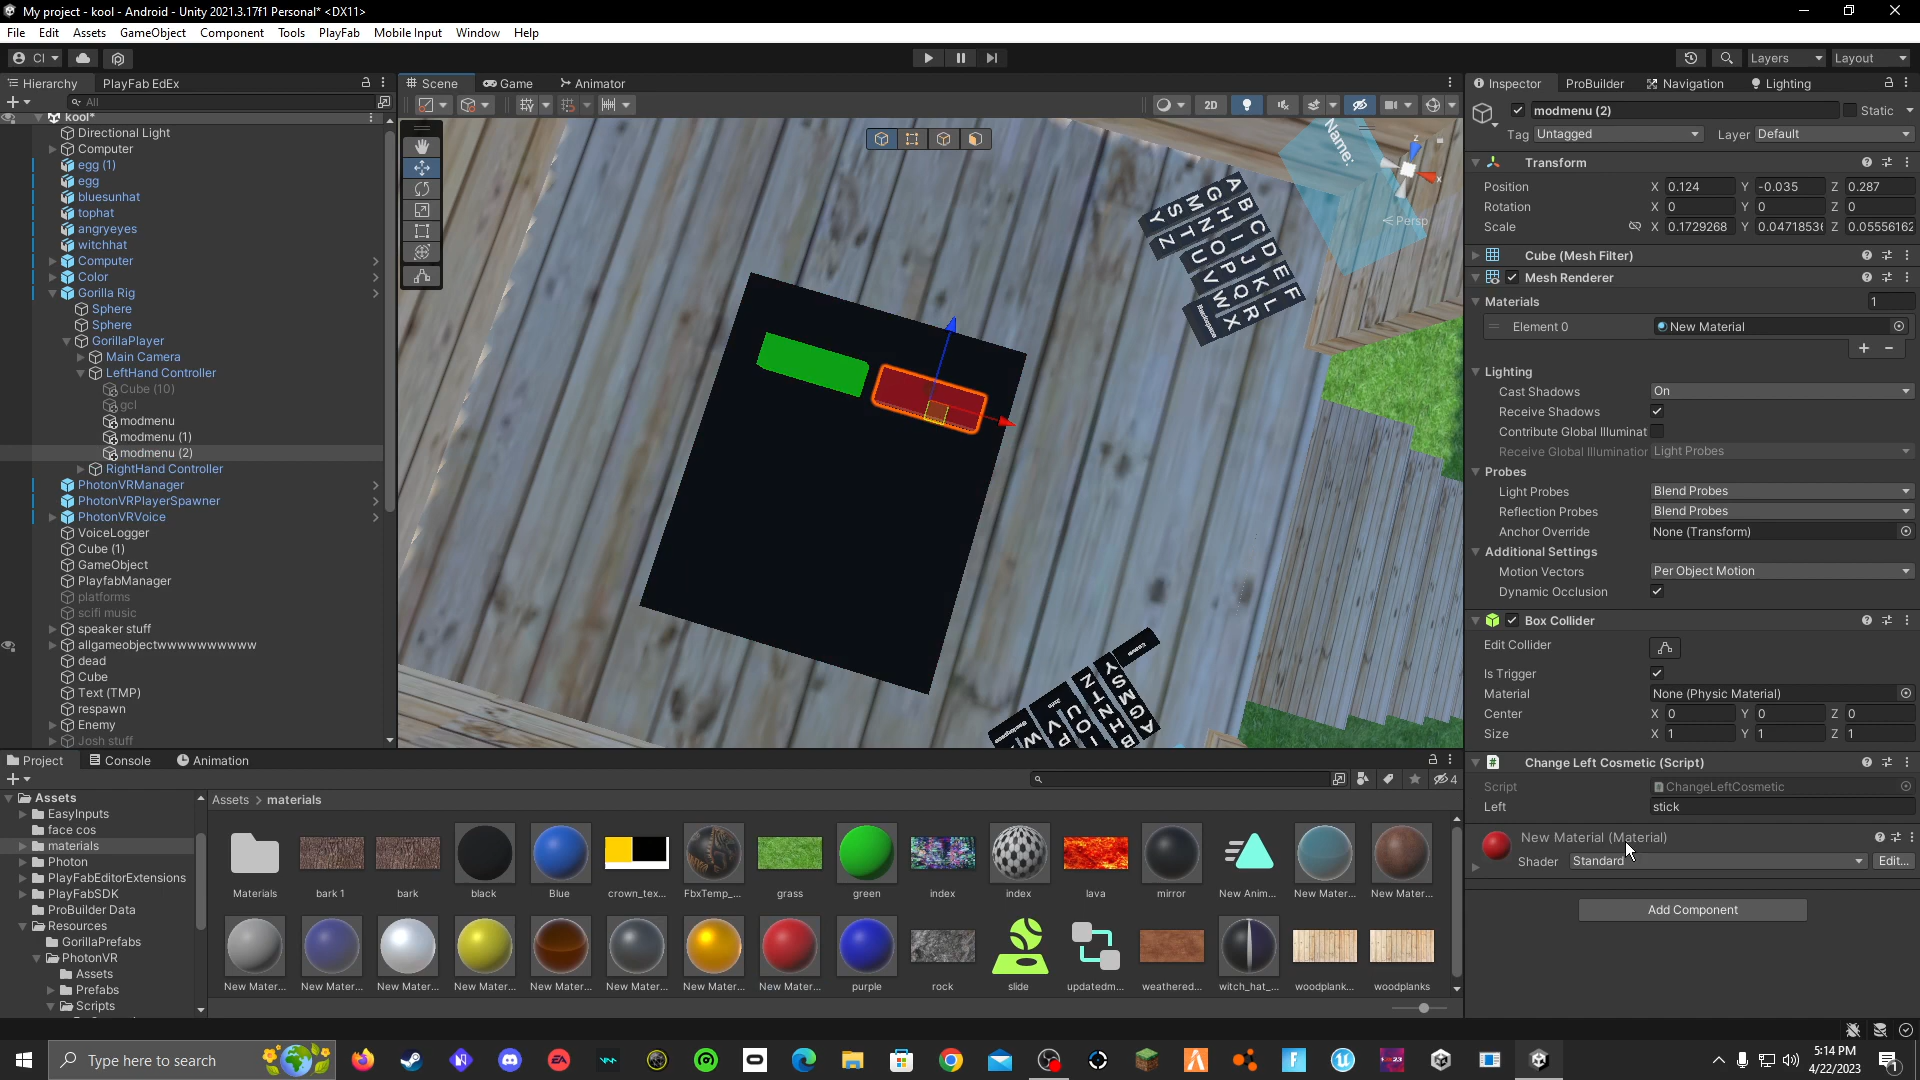 My project - kool - Android - Unity 2021.3.17f1 Personal* <DX11>
File Edit Assets GameObject Component Tools PlayFab Mobile Input Window Help
CI Layers Layout
Hierarchy PlayFab EdEx
All
kool*
Directional Light
Computer
egg (1)
egg
bluesunhat
tophat
angryeyes
witchhat
Computer
Color
Gorilla Rig
Sphere
Sphere
GorillaPlayer
Main Camera
LeftHand Controller
Cube (10)
gcl
modmenu
modmenu (1)
modmenu (2)
RightHand Controller
PhotonVRManager
PhotonVRPlayerSpawner
PhotonVRVoice
VoiceLogger
Cube (1)
GameObject
PlayfabManager
platforms
scifi music
speaker stuff
allgameobjectwwwwwwwwww
dead
Cube
Text (TMP)
respawn
Enemy
Josh stuff
Scene Game Animator
2D
Name:
z
x
Persp
A B C D E F
G H I J K L
M N O P Q R
S T U V W X
Y Z
Inspector ProBuilder Navigation Lighting
modmenu (2) Static
Tag Untagged Layer Default
Transform
Position X 0.124 Y -0.035 Z 0.287
Rotation X 0 Y 0 Z 0
Scale X 0.1729268 Y 0.0471853 Z 0.05556162
Cube (Mesh Filter)
Mesh Renderer
Materials 1
Element 0 New Material
Lighting
Cast Shadows On
Receive Shadows
Contribute Global Illuminat
Receive Global Illumination Light Probes
Probes
Light Probes Blend Probes
Reflection Probes Blend Probes
Anchor Override None (Transform)
Additional Settings
Motion Vectors Per Object Motion
Dynamic Occlusion
Box Collider
Edit Collider
Is Trigger
Material None (Physic Material)
Center X 0 Y 0 Z 0
Size X 1 Y 1 Z 1
Change Left Cosmetic (Script)
Script ChangeLeftCosmetic
Left stick
New Material (Material)
Shader Standard Edit...
Add Component
Project Console Animation
4
Assets
EasyInputs
face cos
materials
Photon
PlayFabEditorExtensions
PlayFabSDK
ProBuilder Data
Resources
GorillaPrefabs
PhotonVR
Assets
Prefabs
Scripts
Assets > materials
Materials bark 1 bark black Blue crown_tex... FbxTemp_... grass green index index lava mirror New Anim... New Mater... New Mater...
New Mater... New Mater... New Mater... New Mater... New Mater... New Mater... New Mater... New Mater... purple rock slide updatedm... weathered... witch_hat_... woodplank... woodplanks
Type here to search
5:14 PM
4/22/2023
1